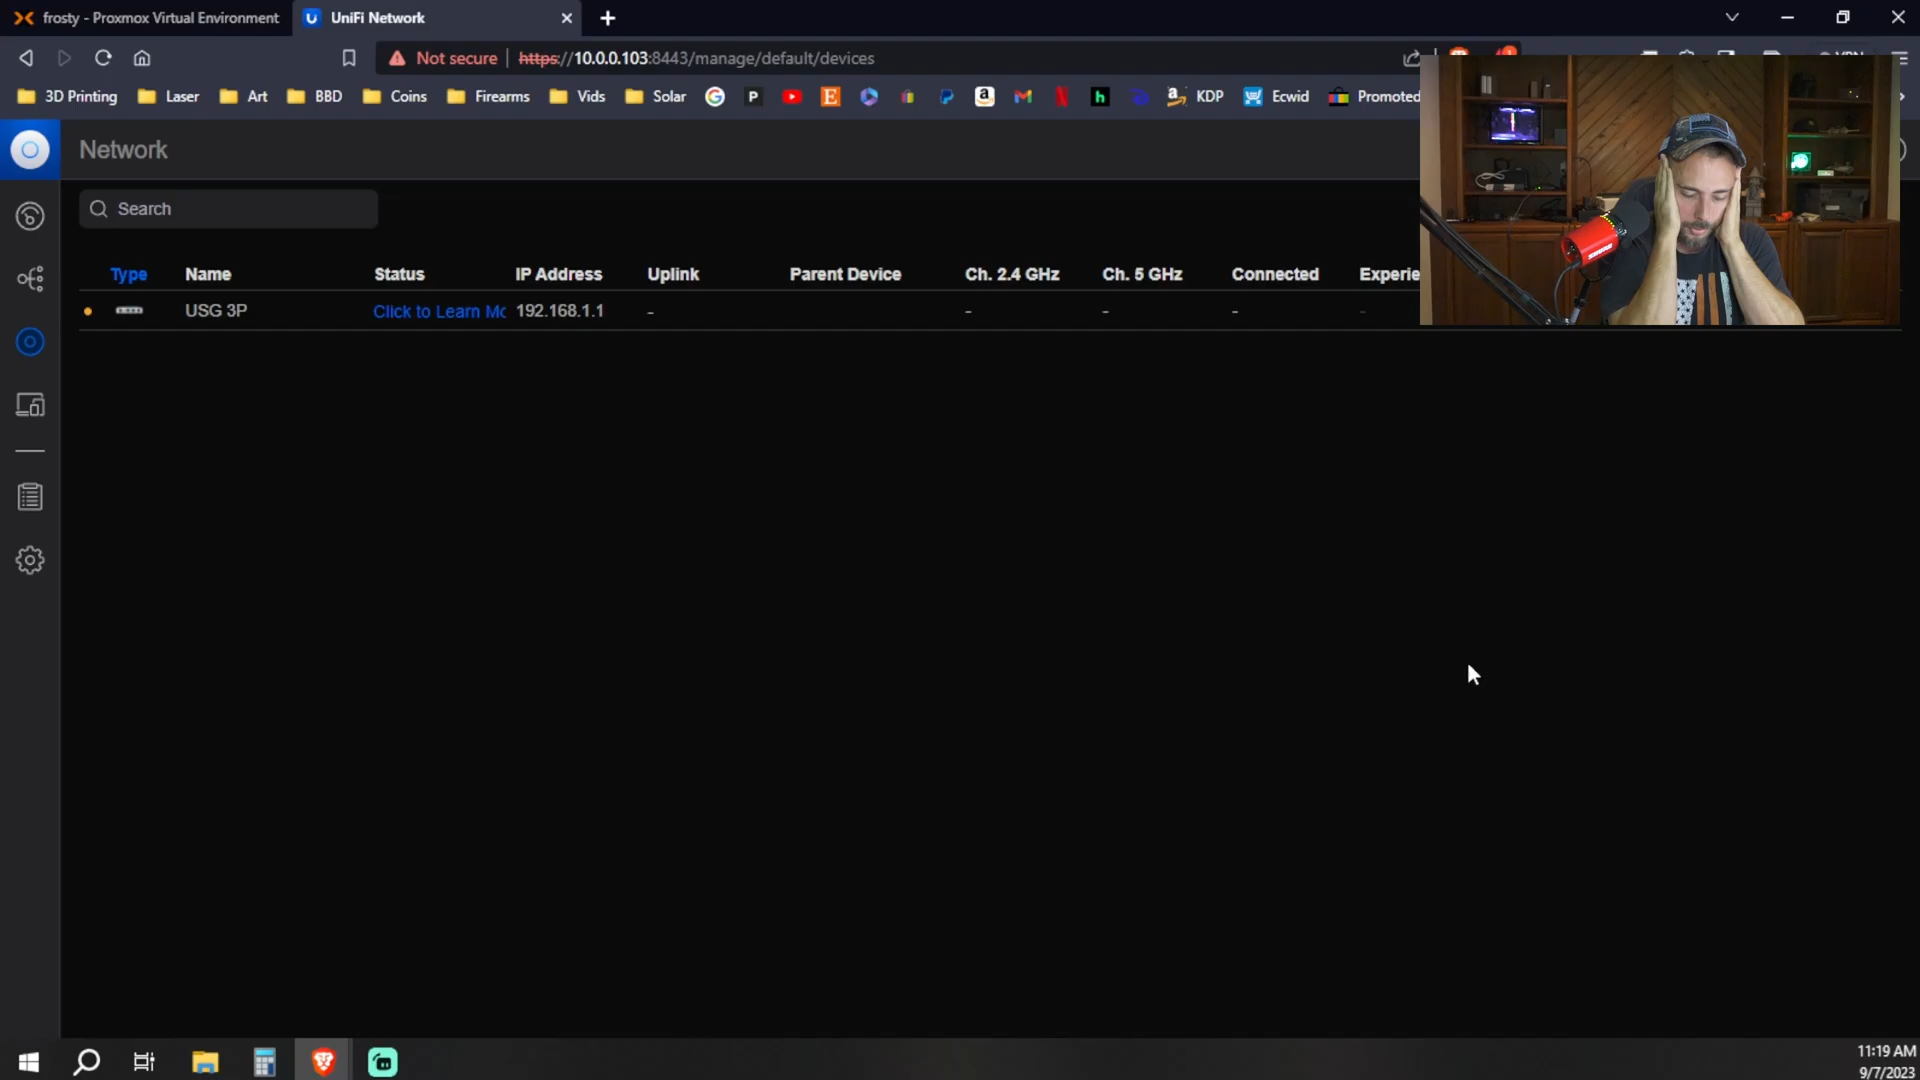 frosty - Proxmox Virtual Environment
UniFi Network
Not secure
https://10.0.0.103:8443/manage/default/devices
3D Printing
Laser
Art
BBD
Coins
Firearms
Vids
Solar
KDP
Ecwid
Promoted
Network
Search
Type Name Status IP Address Uplink Parent Device Ch. 2.4 GHz Ch. 5 GHz Connected Experie
USG 3P Click to Learn Mo 192.168.1.1 - - - - -
11:19 AM
9/7/2023